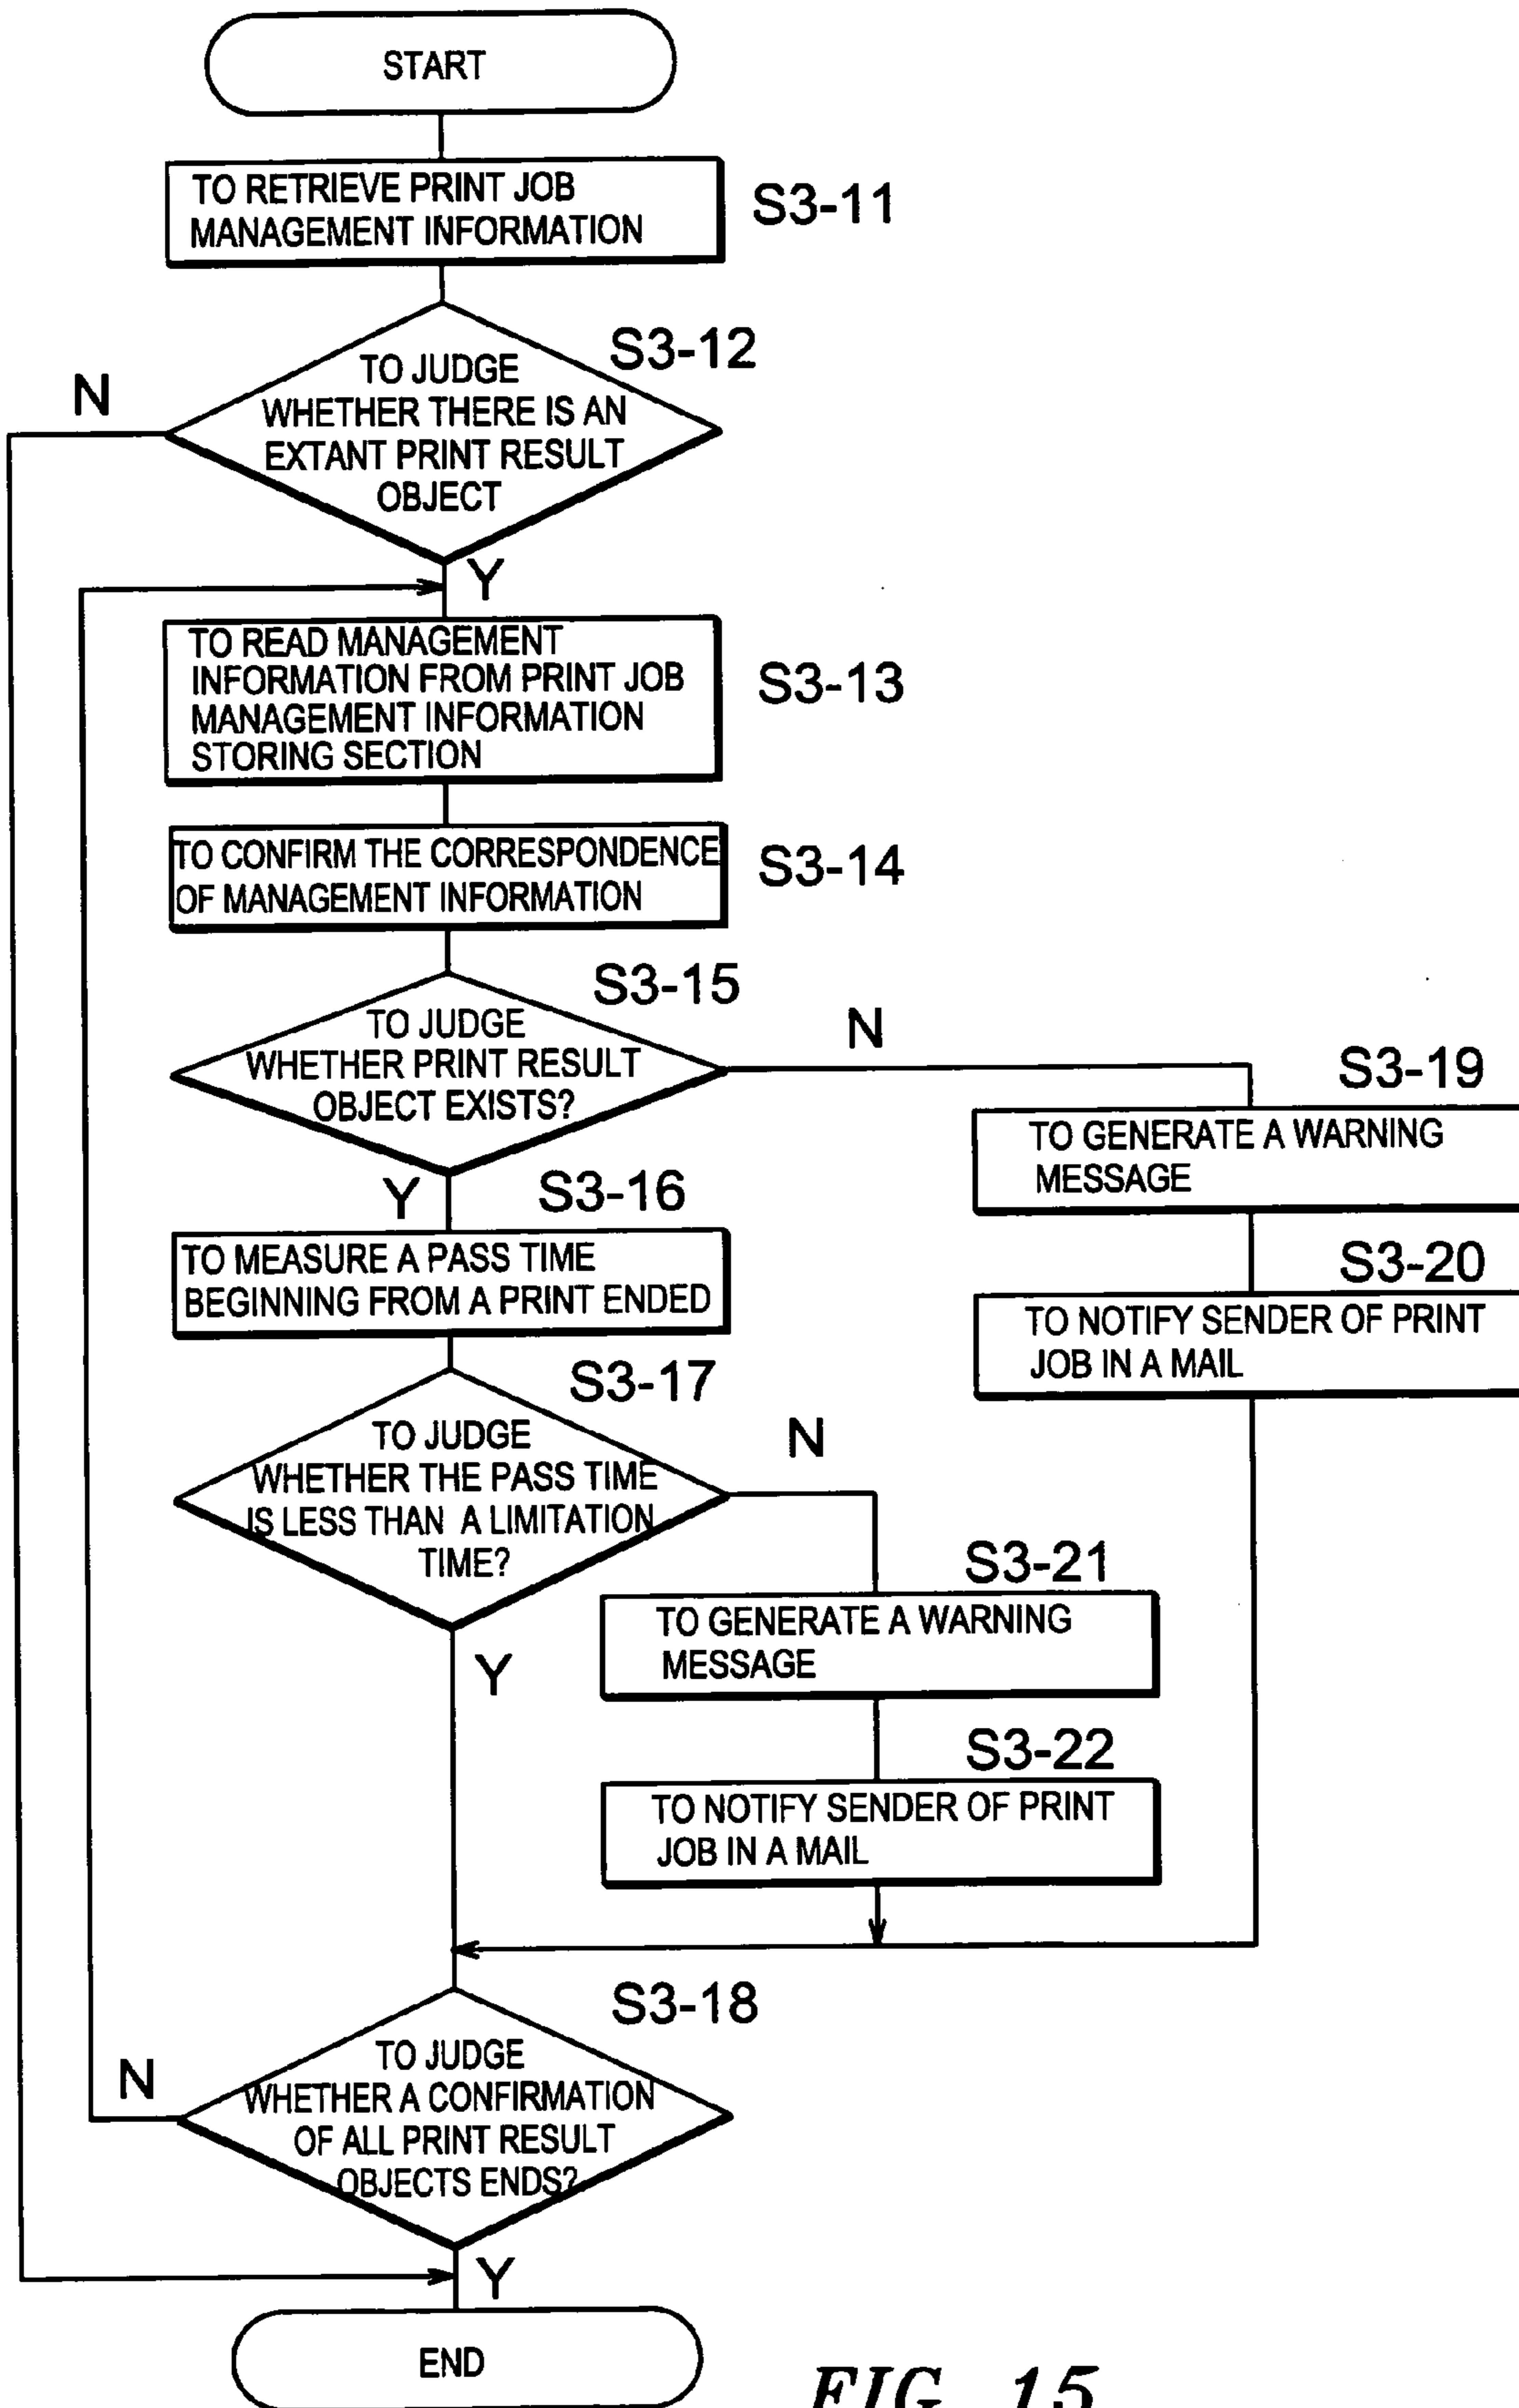 START
TO RETRIEVE PRINT JOB
MANAGEMENT INFORMATION
S3-11
S3-12
TO JUDGE
WHETHER THERE IS AN
EXTANT PRINT RESULT
OBJECT
N
Y
TO READ MANAGEMENT
INFORMATION FROM PRINT JOB
MANAGEMENT INFORMATION
STORING SECTION
S3-13
TO CONFIRM THE CORRESPONDENCE
OF MANAGEMENT INFORMATION
S3-14
S3-15
TO JUDGE
WHETHER PRINT RESULT
OBJECT EXISTS?
N
Y
S3-19
TO GENERATE A WARNING
MESSAGE
S3-16
TO MEASURE A PASS TIME
BEGINNING FROM A PRINT ENDED
S3-20
TO NOTIFY SENDER OF PRINT
JOB IN A MAIL
S3-17
TO JUDGE
WHETHER THE PASS TIME
IS LESS THAN A LIMITATION
TIME?
N
Y
S3-21
TO GENERATE A WARNING
MESSAGE
S3-22
TO NOTIFY SENDER OF PRINT
JOB IN A MAIL
S3-18
TO JUDGE
WHETHER A CONFIRMATION
OF ALL PRINT RESULT
OBJECTS ENDS?
N
Y
END
FIG. 15